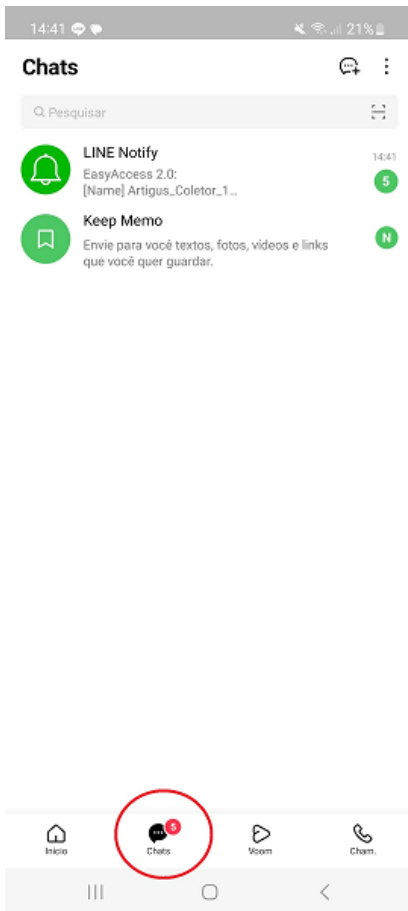 14:41
21%
Chats
Pesquisar
LINE Notify
14:41
EasyAccess 2.0:
5
[Name] Artigus_Coletor_1...
Keep Memo
Envie para você textos, fotos, vídeos e links
N
que você quer guardar.
5
Início
Chats
Voom
Cham.